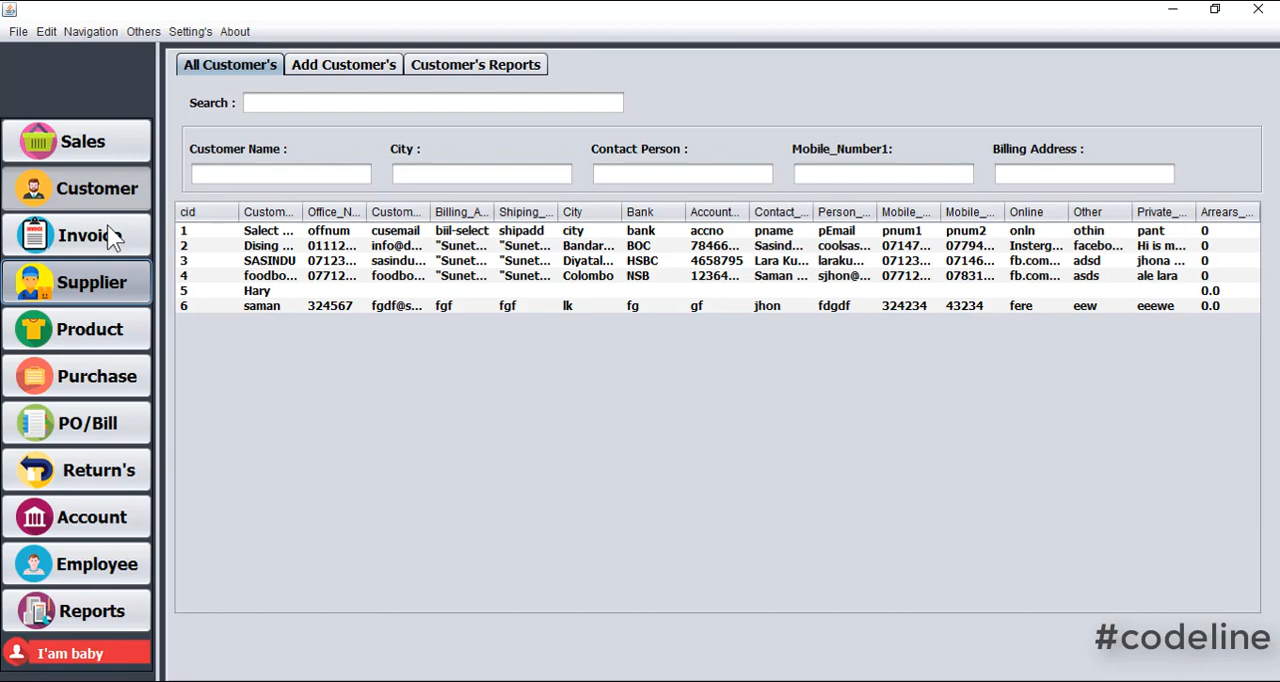 File Edit Navigation Others Setting's About
All Customer's Add Customer's Customer's Reports
Search :
Customer Name : City : Contact Person : Mobile_Number1: Billing Address :
cid Custom... Office_N... Custom... Billing_A... Shiping_... City Bank Account... Contact_... Person_... Mobile_... Mobile_... Online Other Private_... Arrears_...
1 Salect ... offnum cusemail biil-select shipadd city bank accno pname pEmail pnum1 pnum2 onln othin pant 0
2 Dising ... 01112... info@d... "Sunet... "Sunet... Bandar... BOC 78466... Sasind... coolsas... 07147... 07794... Insterg... facebo... Hi is m... 0
3 SASINDU 07123... sasindu... "Sunet... "Sunet... Diyatal... HSBC 4658795 Lara Ku... laraku... 07123... 07146... fb.com... adsd jhona ... 0
4 foodbo... 07712... foodbo... "Sunet... "Sunet... Colombo NSB 12364... Saman ... sjhon@... 07712... 07831... fb.com... asds ale lara 0
5 Hary 0.0
6 saman 324567 fgdf@s... fgf fgf lk fg gf jhon fdgdf 324234 43234 fere eew eeewe 0.0
Sales
Customer
Invoice
Supplier
Product
Purchase
PO/Bill
Return's
Account
Employee
Reports
I'am baby
#codeline